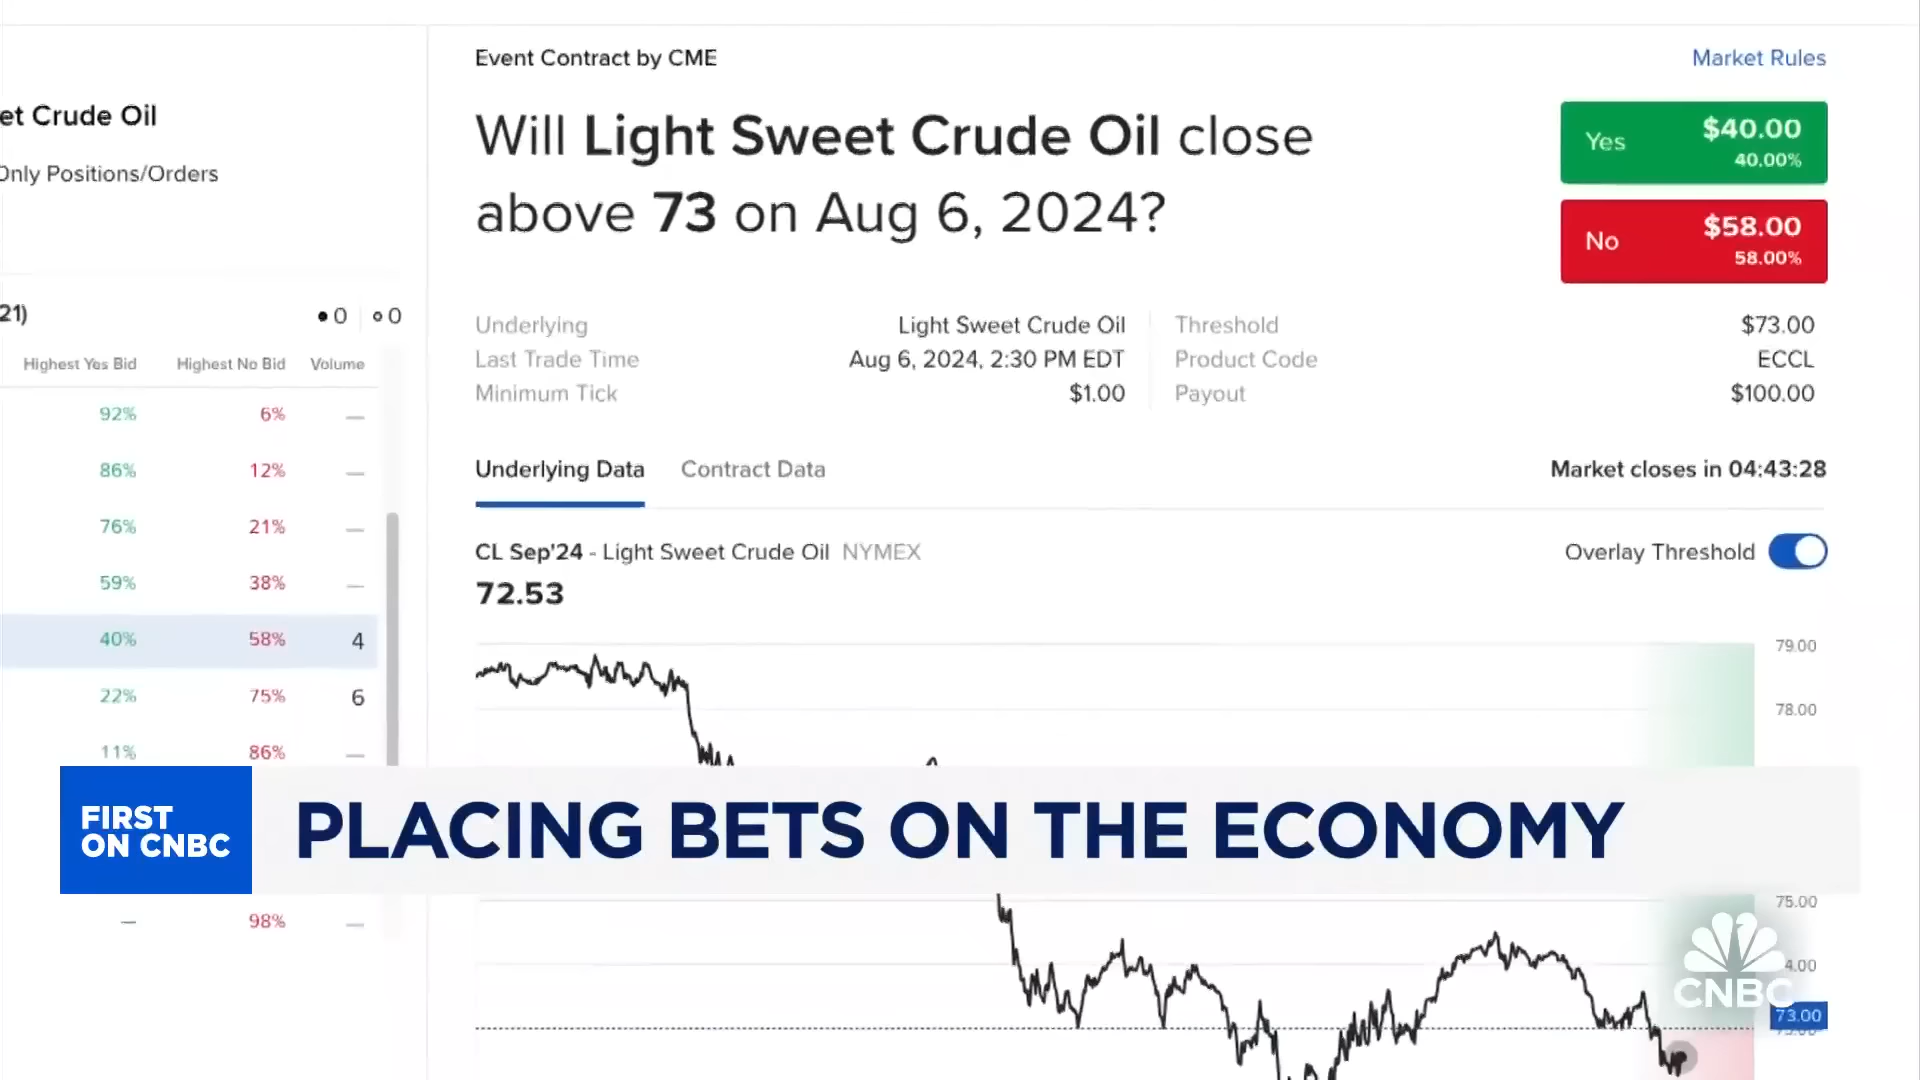 et Crude Oil
Only Positions/Orders
21)
0 0
Highest Yes Bid Highest No Bid Volume
92% 6% —
86% 12% —
76% 21% —
59% 38% —
40% 58% 4
22% 75% 6
11% 86% —
— 98% —
Event Contract by CME
Market Rules
Will Light Sweet Crude Oil close
above 73 on Aug 6, 2024?
Yes $40.00
40.00%
No $58.00
58.00%
Underlying Light Sweet Crude Oil
Last Trade Time Aug 6, 2024, 2:30 PM EDT
Minimum Tick $1.00
Threshold $73.00
Product Code ECCL
Payout $100.00
Underlying Data Contract Data
Market closes in 04:43:28
CL Sep'24 - Light Sweet Crude Oil NYMEX
72.53
Overlay Threshold
79.00
78.00
FIRST
ON CNBC
PLACING BETS ON THE ECONOMY
75.00
4.00
CNBC
73.00